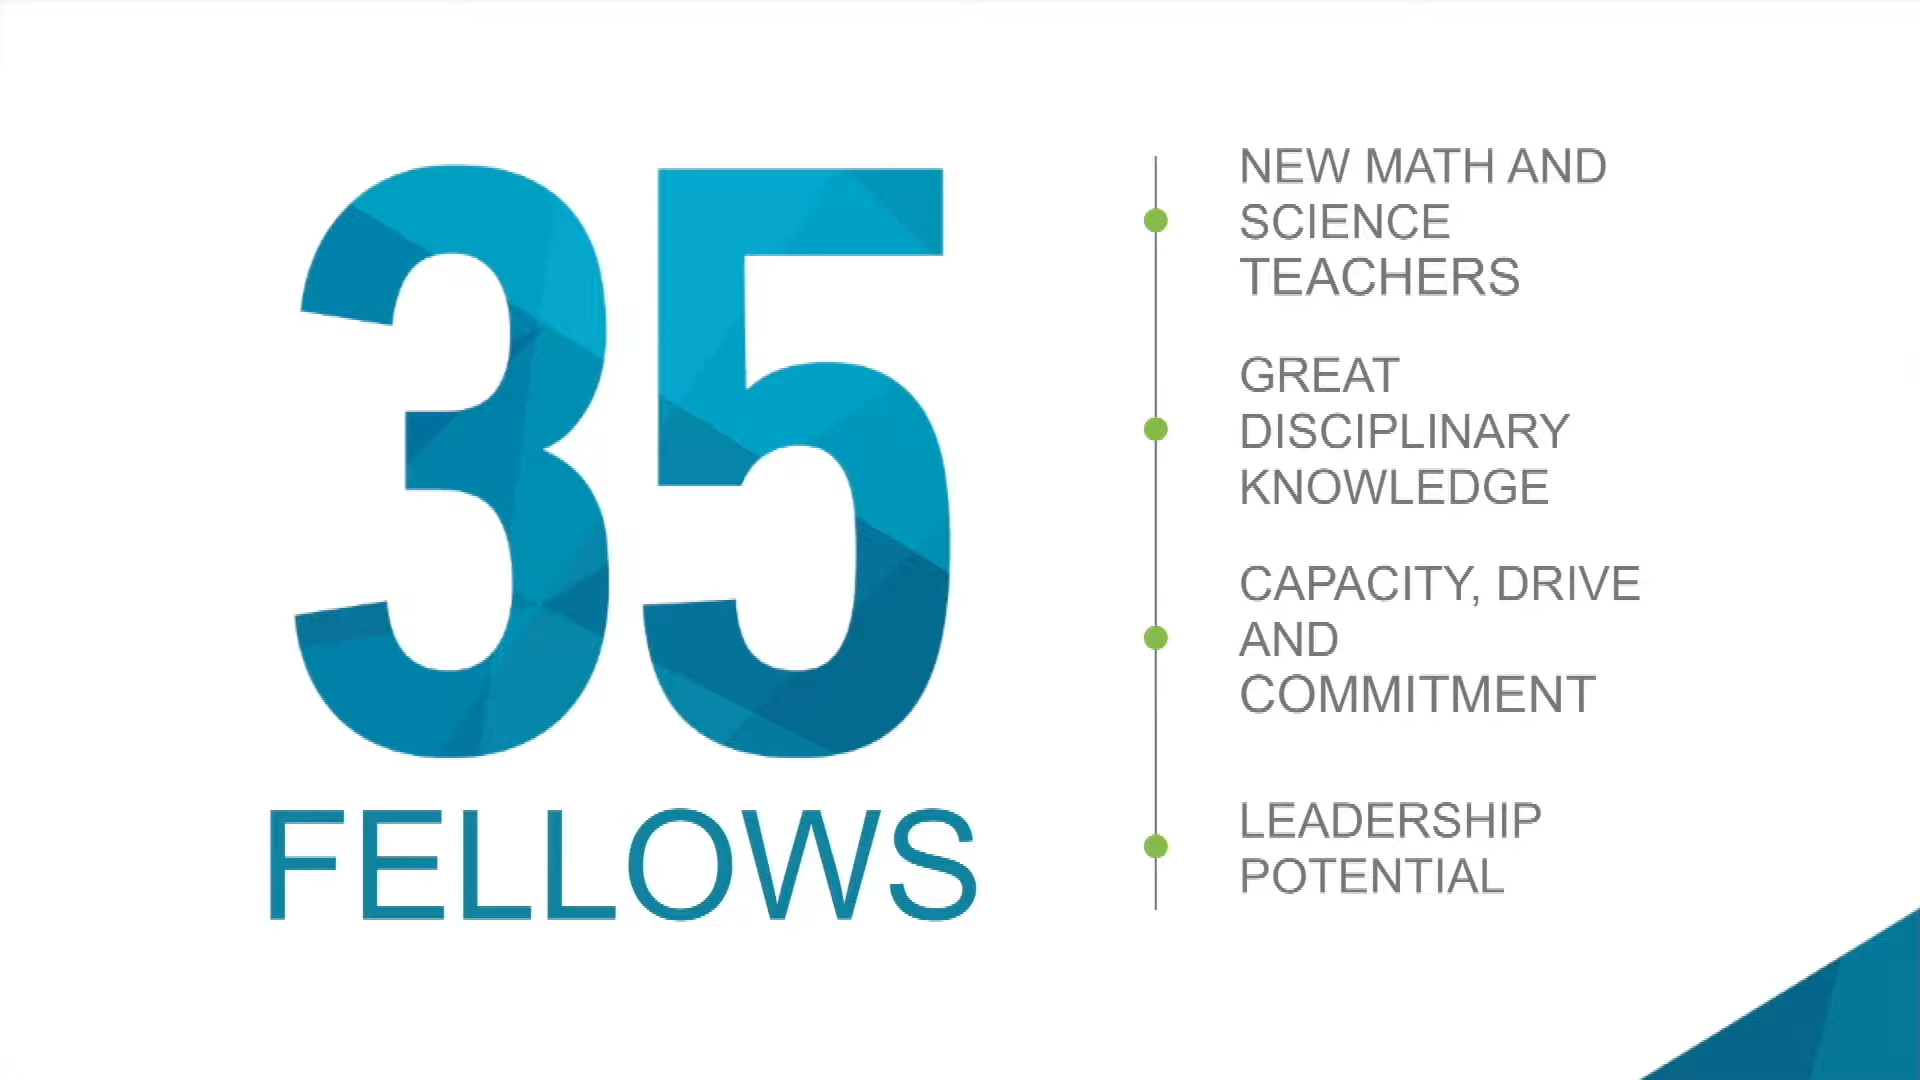 35
FELLOWS
NEW MATH AND
SCIENCE
TEACHERS
GREAT
DISCIPLINARY
KNOWLEDGE
CAPACITY, DRIVE
AND
COMMITMENT
LEADERSHIP
POTENTIAL